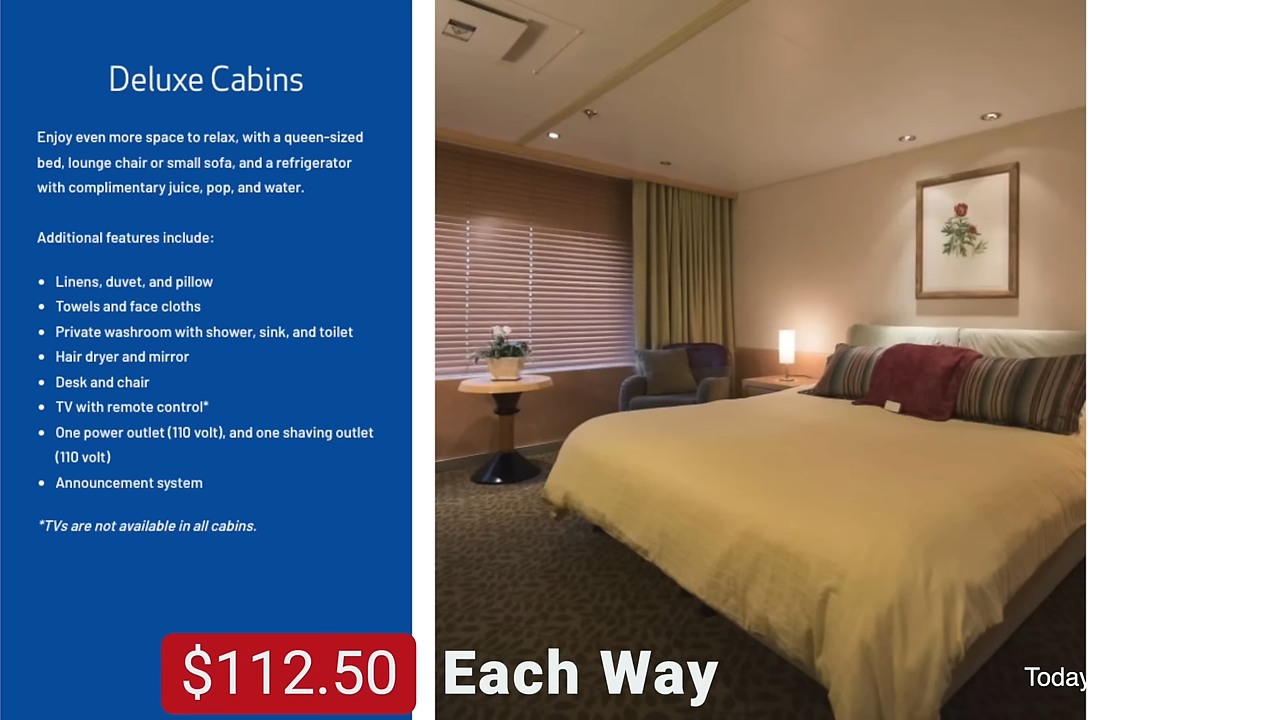 Deluxe Cabins
Enjoy even more space to relax, with a queen-sized
bed, lounge chair or small sofa, and a refrigerator
with complimentary juice, pop, and water.
Additional features include:
• Linens, duvet, and pillow
• Towels and face cloths
• Private washroom with shower, sink, and toilet
• Hair dryer and mirror
• Desk and chair
• TV with remote control*
• One power outlet (110 volt), and one shaving outlet
(110 volt)
• Announcement system
*TVs are not available in all cabins.
$112.50 Each Way
Today